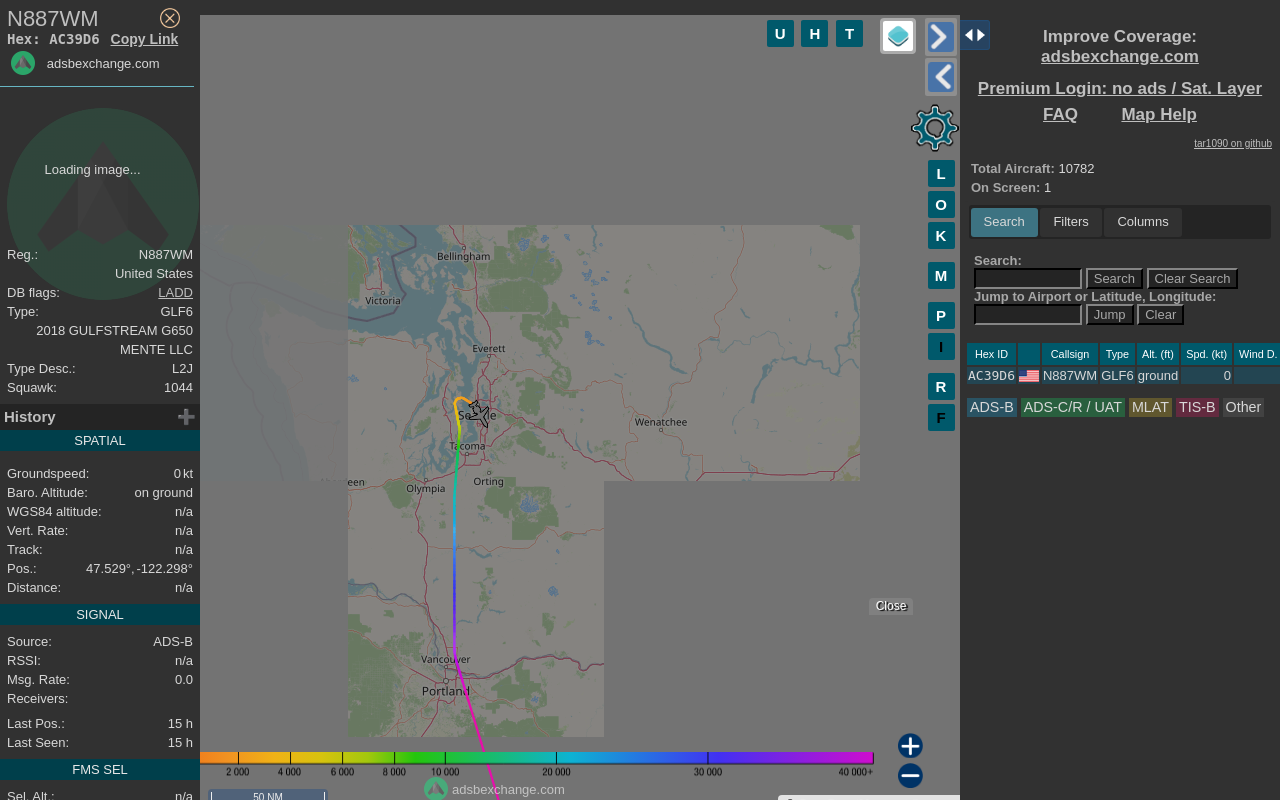 N887WM
Hex: AC39D6 Copy Link
adsbexchange.com
Loading image...
Reg.: N887WM
United States
DB flags: LADD
Type: GLF6
2018 GULFSTREAM G650
MENTE LLC
Type Desc.: L2J
Squawk: 1044
History
SPATIAL
Groundspeed: 0 kt
Baro. Altitude: on ground
WGS84 altitude: n/a
Vert. Rate: n/a
Track: n/a
Pos.: 47.529°, -122.298°
Distance: n/a
SIGNAL
Source: ADS-B
RSSI: n/a
Msg. Rate: 0.0
Receivers:
Last Pos.: 15 h
Last Seen: 15 h
FMS SEL
Sel. Alt.: n/a
U H T
L
O
K
M
P
I
R
F
Bellingham
Victoria
Everett
Wenatchee
Tacoma
Olympia
Orting
Vancouver
Portland
Close
2 000 4 000 6 000 8 000 10 000 20 000 30 000 40 000+
adsbexchange.com
50 NM
Improve Coverage:
adsbexchange.com
Premium Login: no ads / Sat. Layer
FAQ Map Help
tar1090 on github
Total Aircraft: 10782
On Screen: 1
Search Filters Columns
Search:
Search Clear Search
Jump to Airport or Latitude, Longitude:
Jump Clear
Hex ID Callsign Type Alt. (ft) Spd. (kt) Wind D.
AC39D6 N887WM GLF6 ground 0
ADS-B ADS-C/R / UAT MLAT TIS-B Other